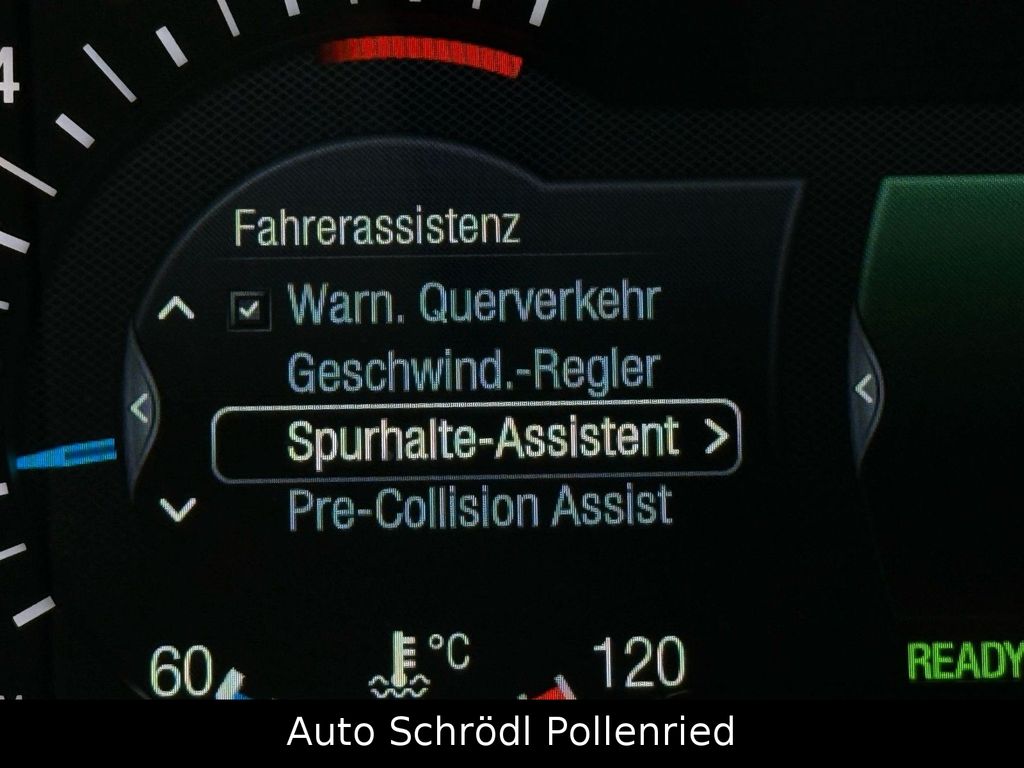 4
Fahrerassistenz
Warn. Querverkehr
Geschwind.-Regler
Spurhalte-Assistent >
Pre-Collision Assist
60 °C 120
READY
Auto Schrödl Pollenried